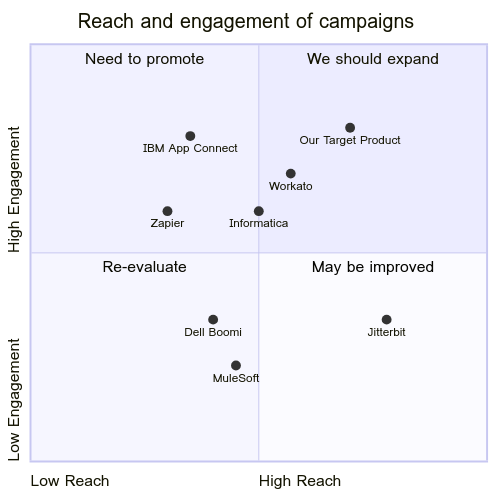 Reach and engagement of campaigns
Need to promote
We should expand
Our Target Product
IBM App Connect
Workato
Zapier
Informatica
Re-evaluate
May be improved
Dell Boomi
Jitterbit
MuleSoft
High Engagement
Low Engagement
Low Reach
High Reach